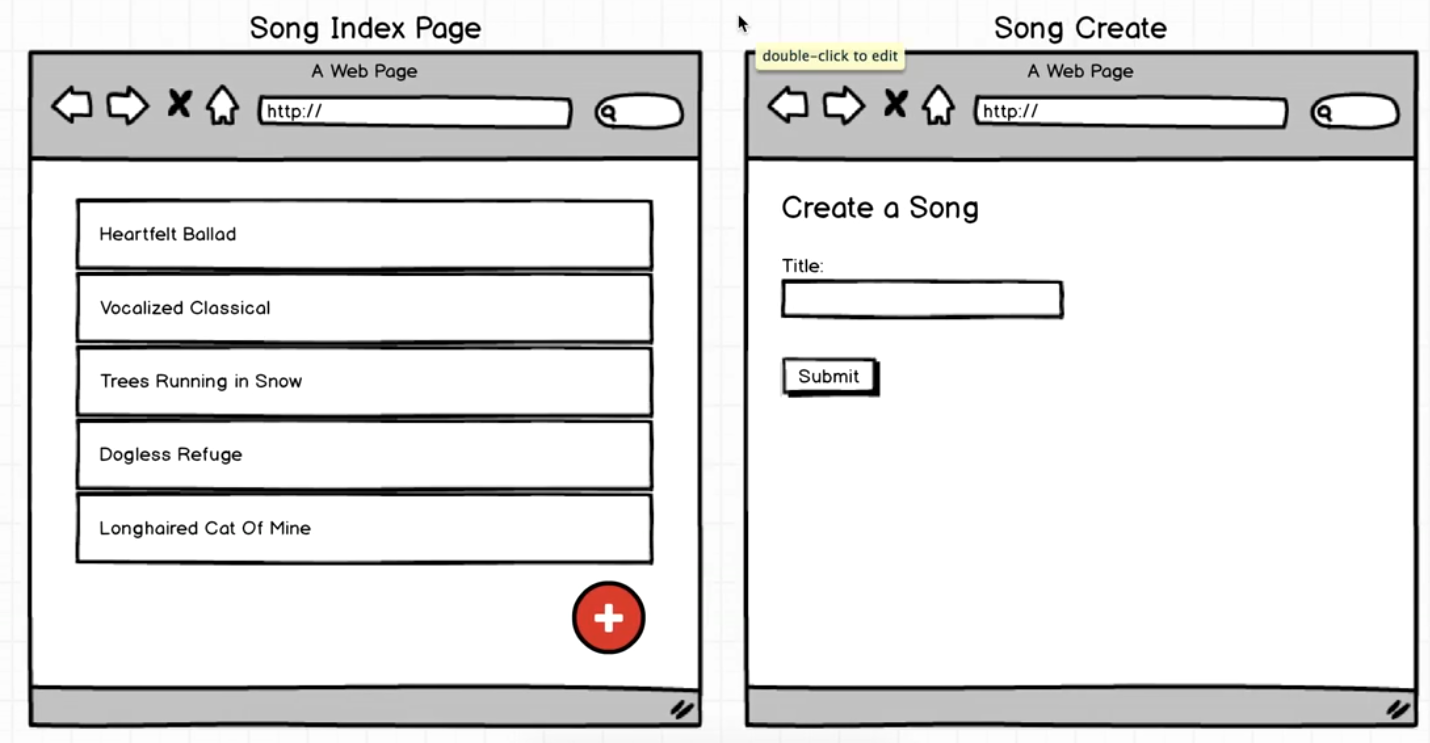 Song Index Page
A Web Page
http://
Heartfelt Ballad
Vocalized Classical
Trees Running in Snow
Dogless Refuge
Longhaired Cat Of Mine
Song Create
double-click to edit
A Web Page
http://
Create a Song
Title:
Submit